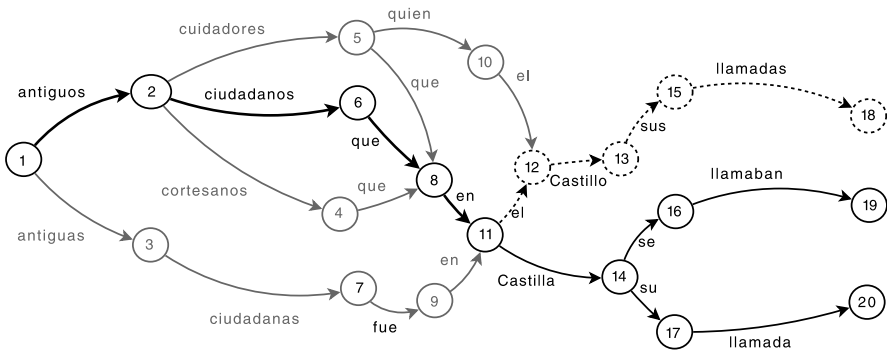 quien
cuidadores
5
10
el
llamadas
antiguos
2
ciudadanos
que
15
6
sus
18
que
12
13
1
8
Castillo
llamaban
cortesanos
que
en
el
16
19
4
11
antiguas
3
se
en
Castilla
14
7
9
su
20
ciudadanas
fue
17
llamada